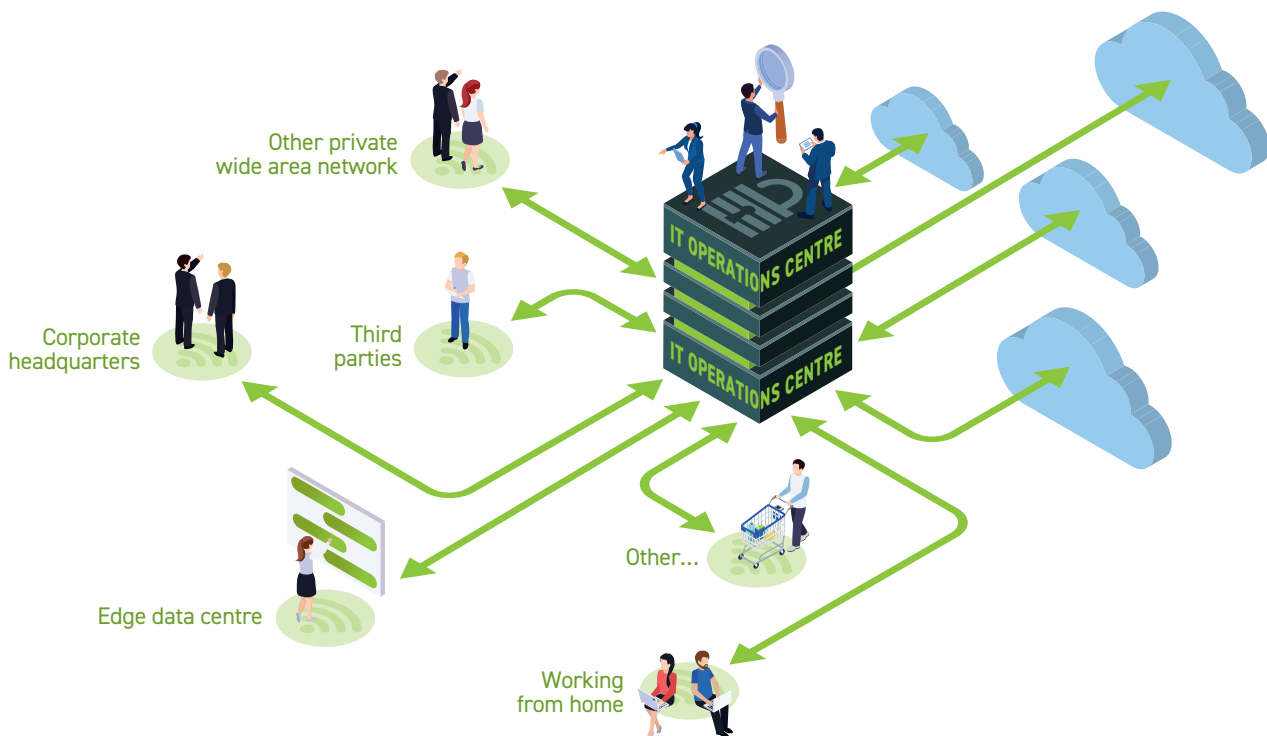 Other private
wide area network
IT OPERATIONS CENTRE
Corporate
headquarters
Third
parties
IT OPERATIONS CENTRE
Other...
Edge data centre
Working
from home